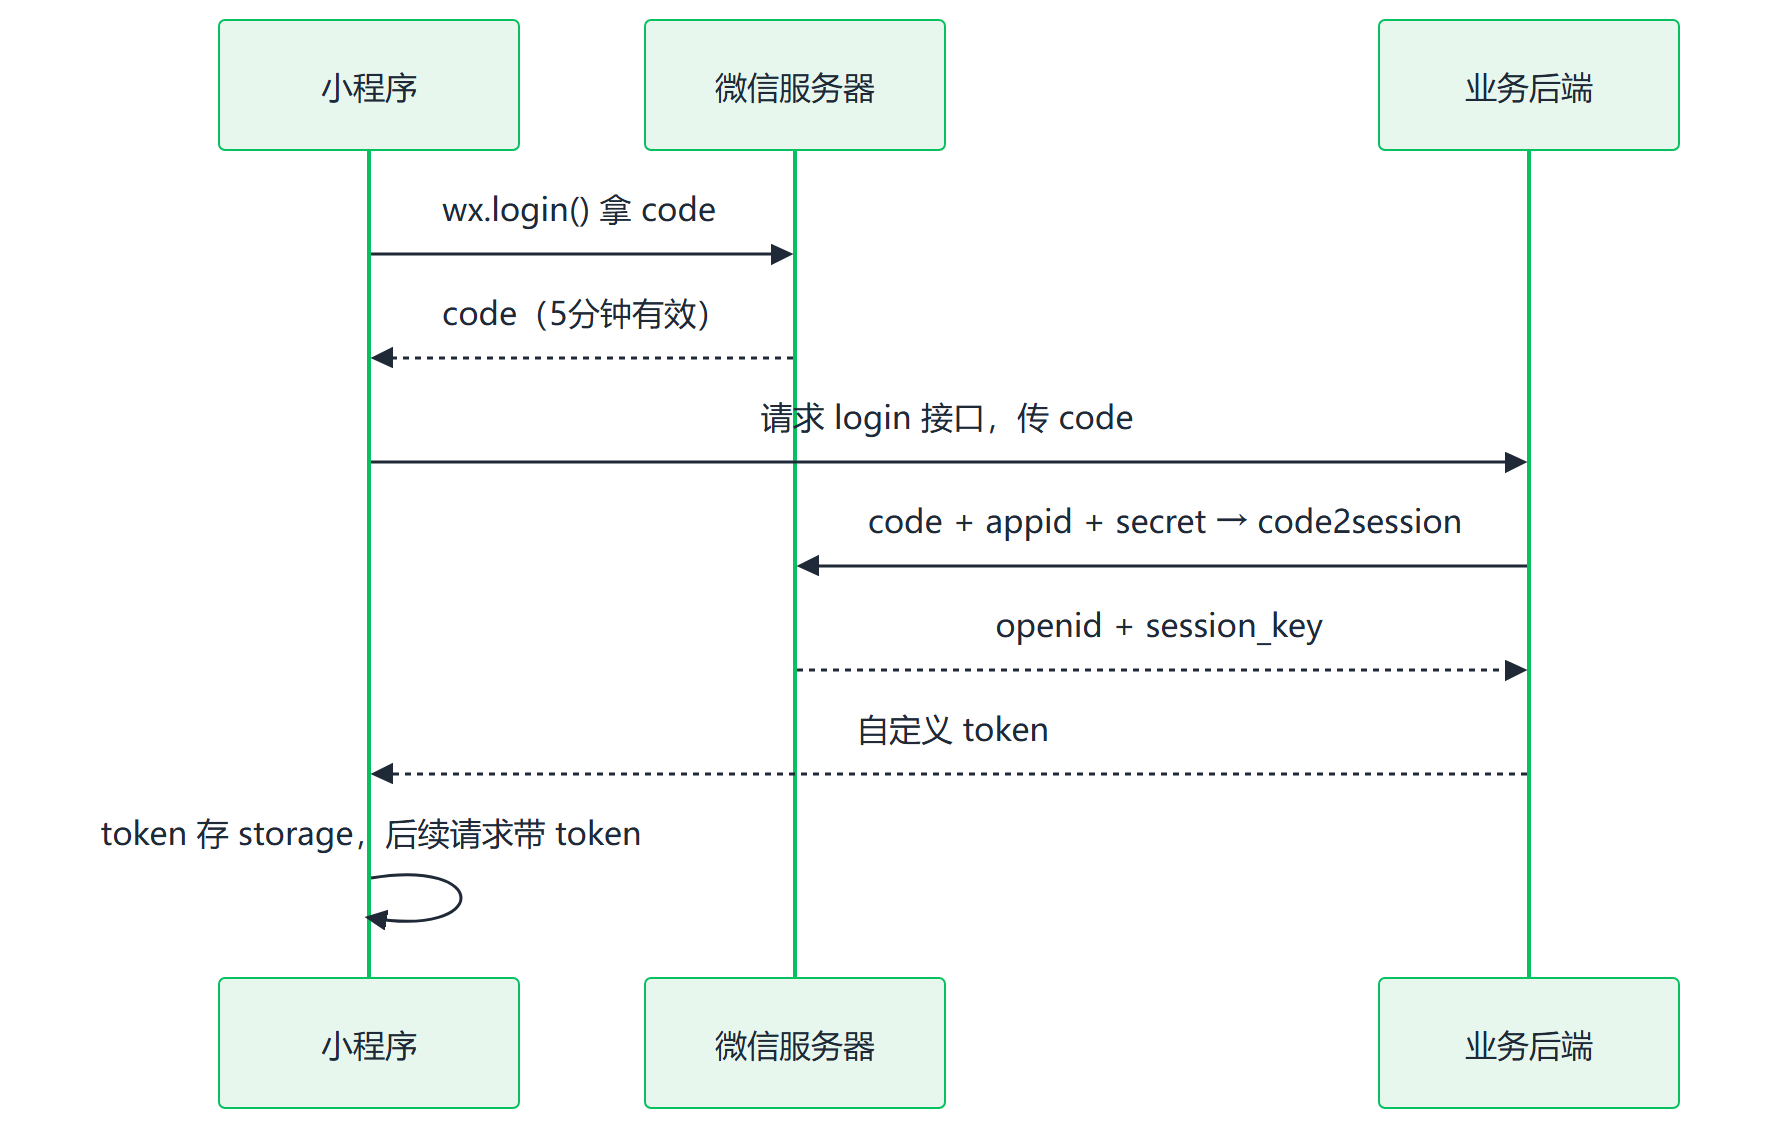 小程序
微信服务器
业务后端
wx.login() 拿 code
code（5分钟有效）
请求 login 接口，传 code
code + appid + secret → code2session
openid + session_key
自定义 token
token 存 storage，后续请求带 token
小程序
微信服务器
业务后端